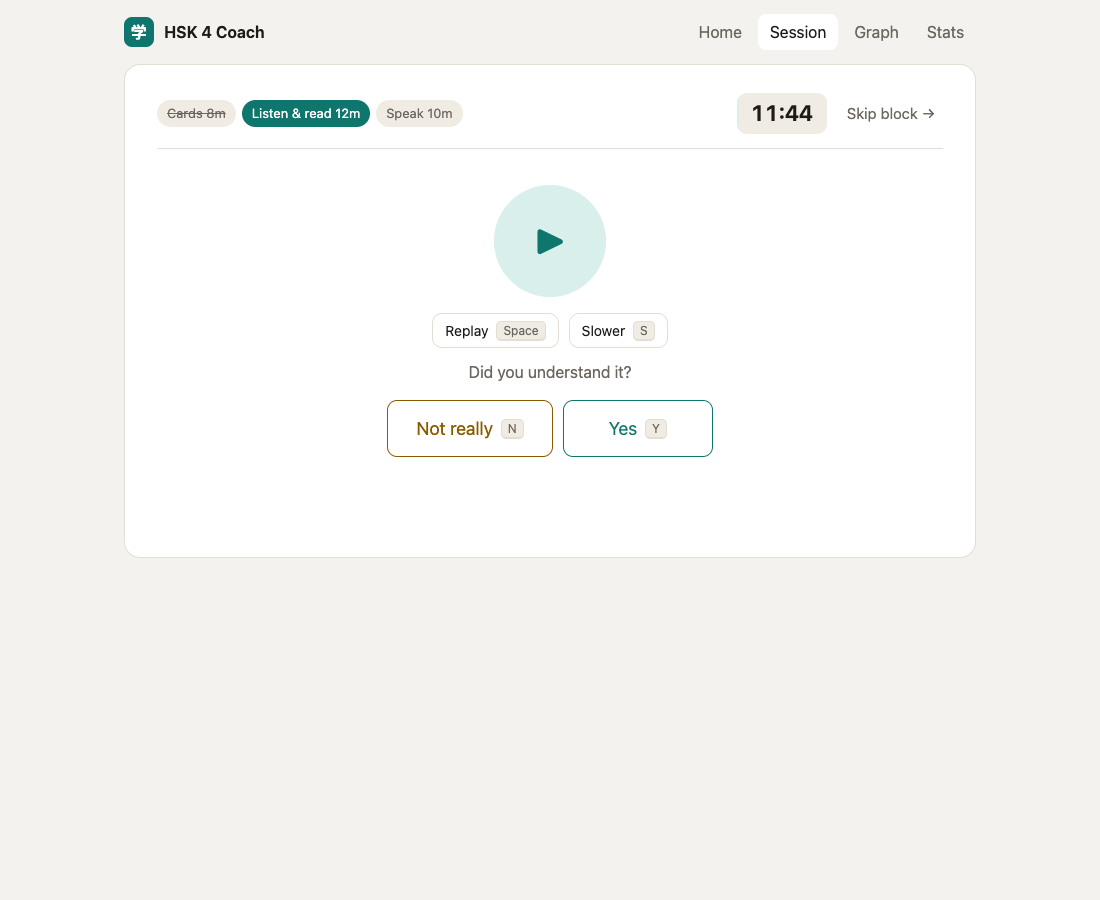 学 HSK 4 Coach Home Session Graph Stats
Cards 8m Listen & read 12m Speak 10m 11:44 Skip block →
Replay Space Slower S
Did you understand it?
Not really N Yes Y